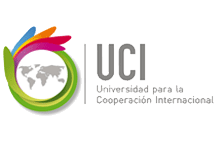 UCI
Universidad para la
Cooperación Internacional